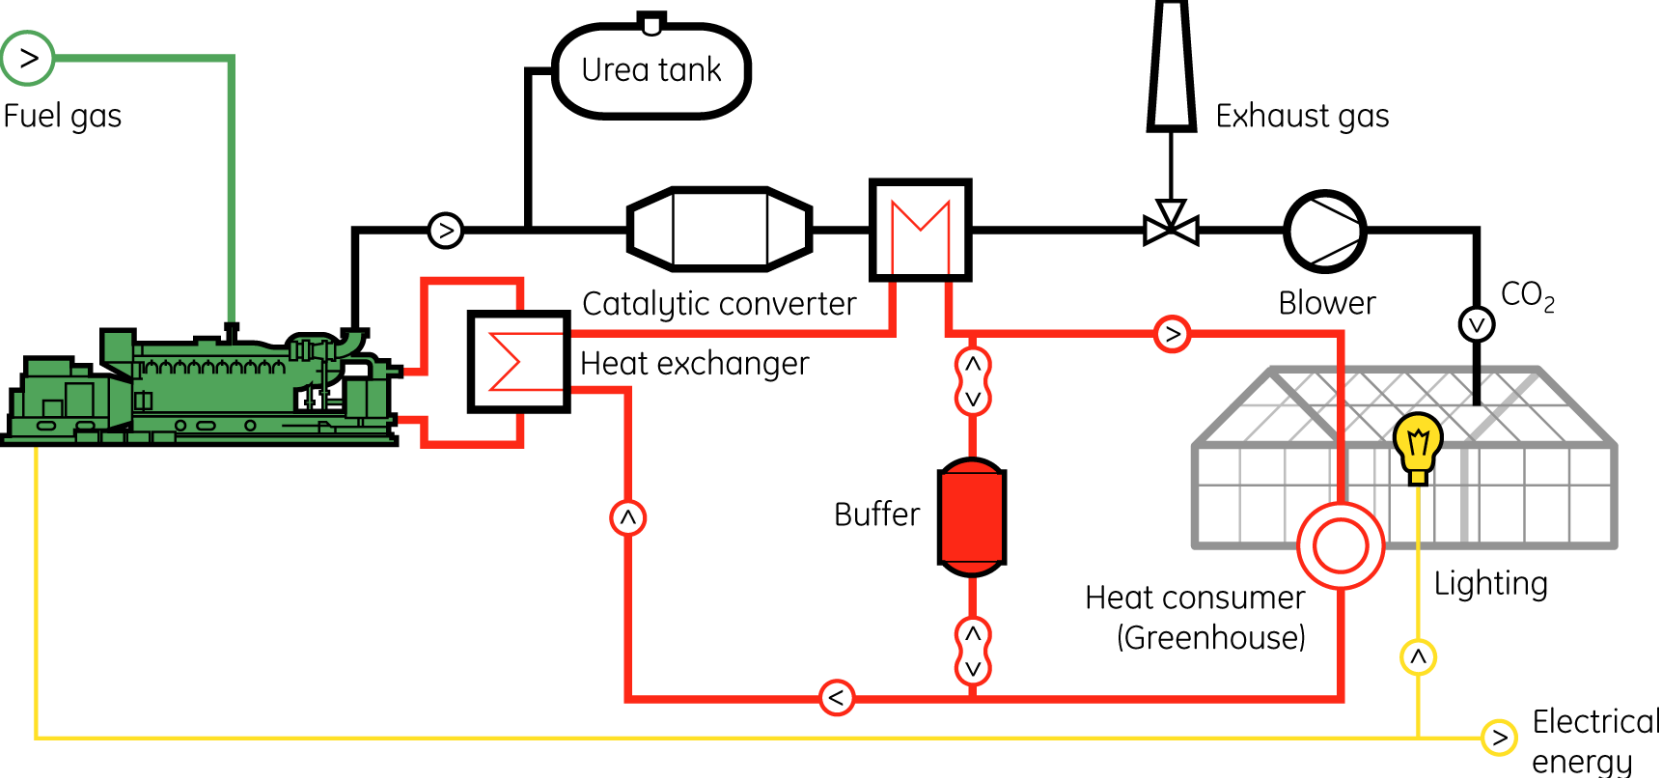 Fuel gas
Urea tank
Exhaust gas
Catalytic converter
Heat exchanger
Blower
CO₂
Buffer
Heat consumer
(Greenhouse)
Lighting
Electrical
energy